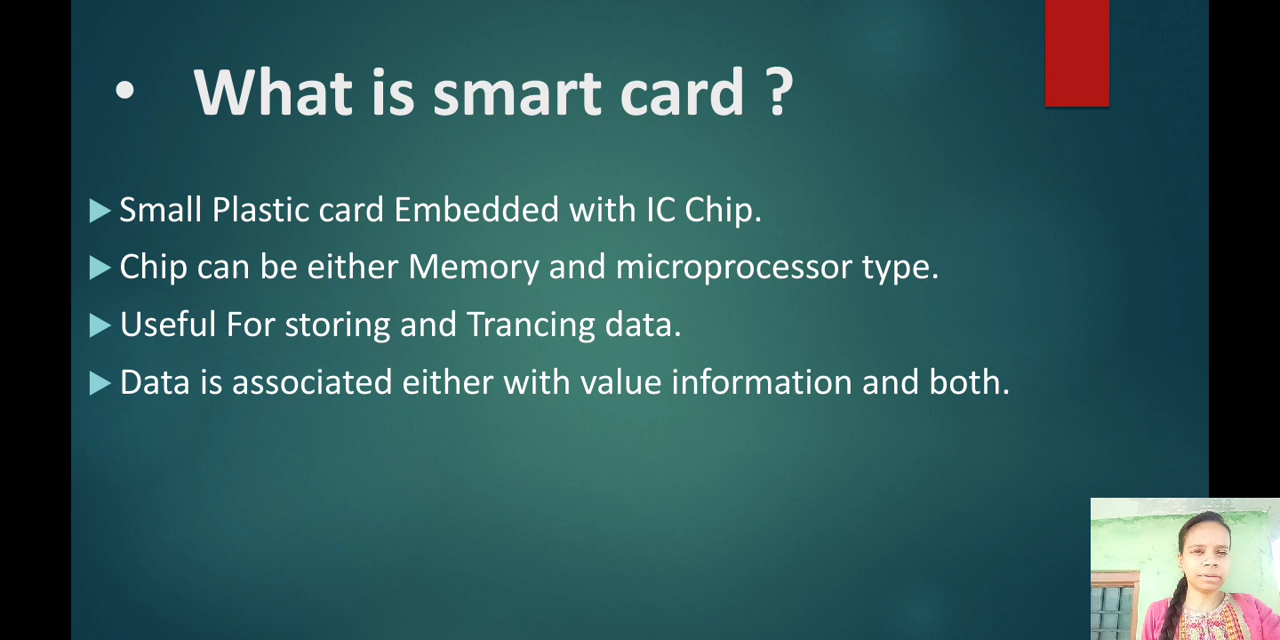 • What is smart card ?
Small Plastic card Embedded with IC Chip.
Chip can be either Memory and microprocessor type.
Useful For storing and Trancing data.
Data is associated either with value information and both.